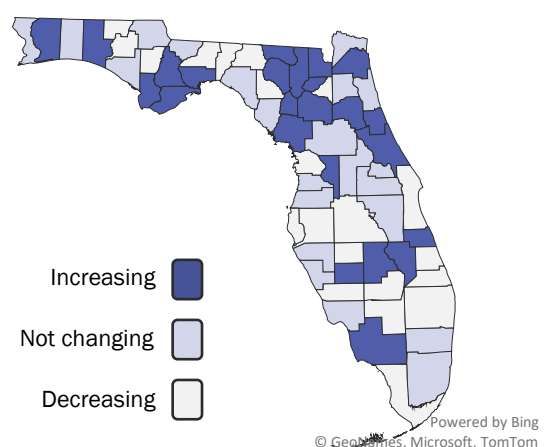 Increasing
Not changing
Decreasing
Powered by Bing
© GeoNames, Microsoft, TomTom